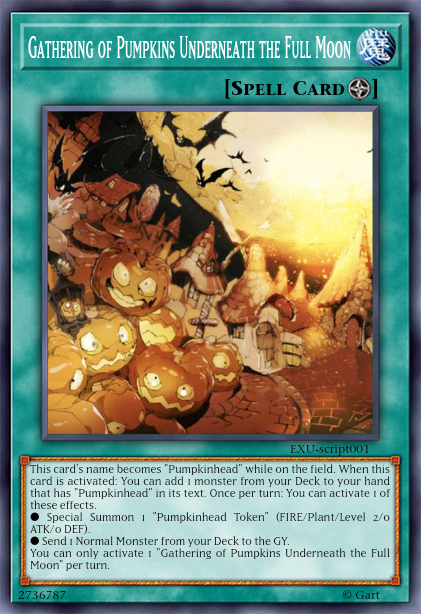 Gathering of Pumpkins Underneath the Full Moon
魔
[Spell Card]
EXU-script001
This card's name becomes "Pumpkinhead" while on the field. When this
card is activated: You can add 1 monster from your Deck to your hand
that has "Pumpkinhead" in its text. Once per turn: You can activate 1 of
these effects.
● Special Summon 1 "Pumpkinhead Token" (FIRE/Plant/Level 2/0
ATK/0 DEF).
● Send 1 Normal Monster from your Deck to the GY.
You can only activate 1 "Gathering of Pumpkins Underneath the Full
Moon" per turn.
2736787
© Gart